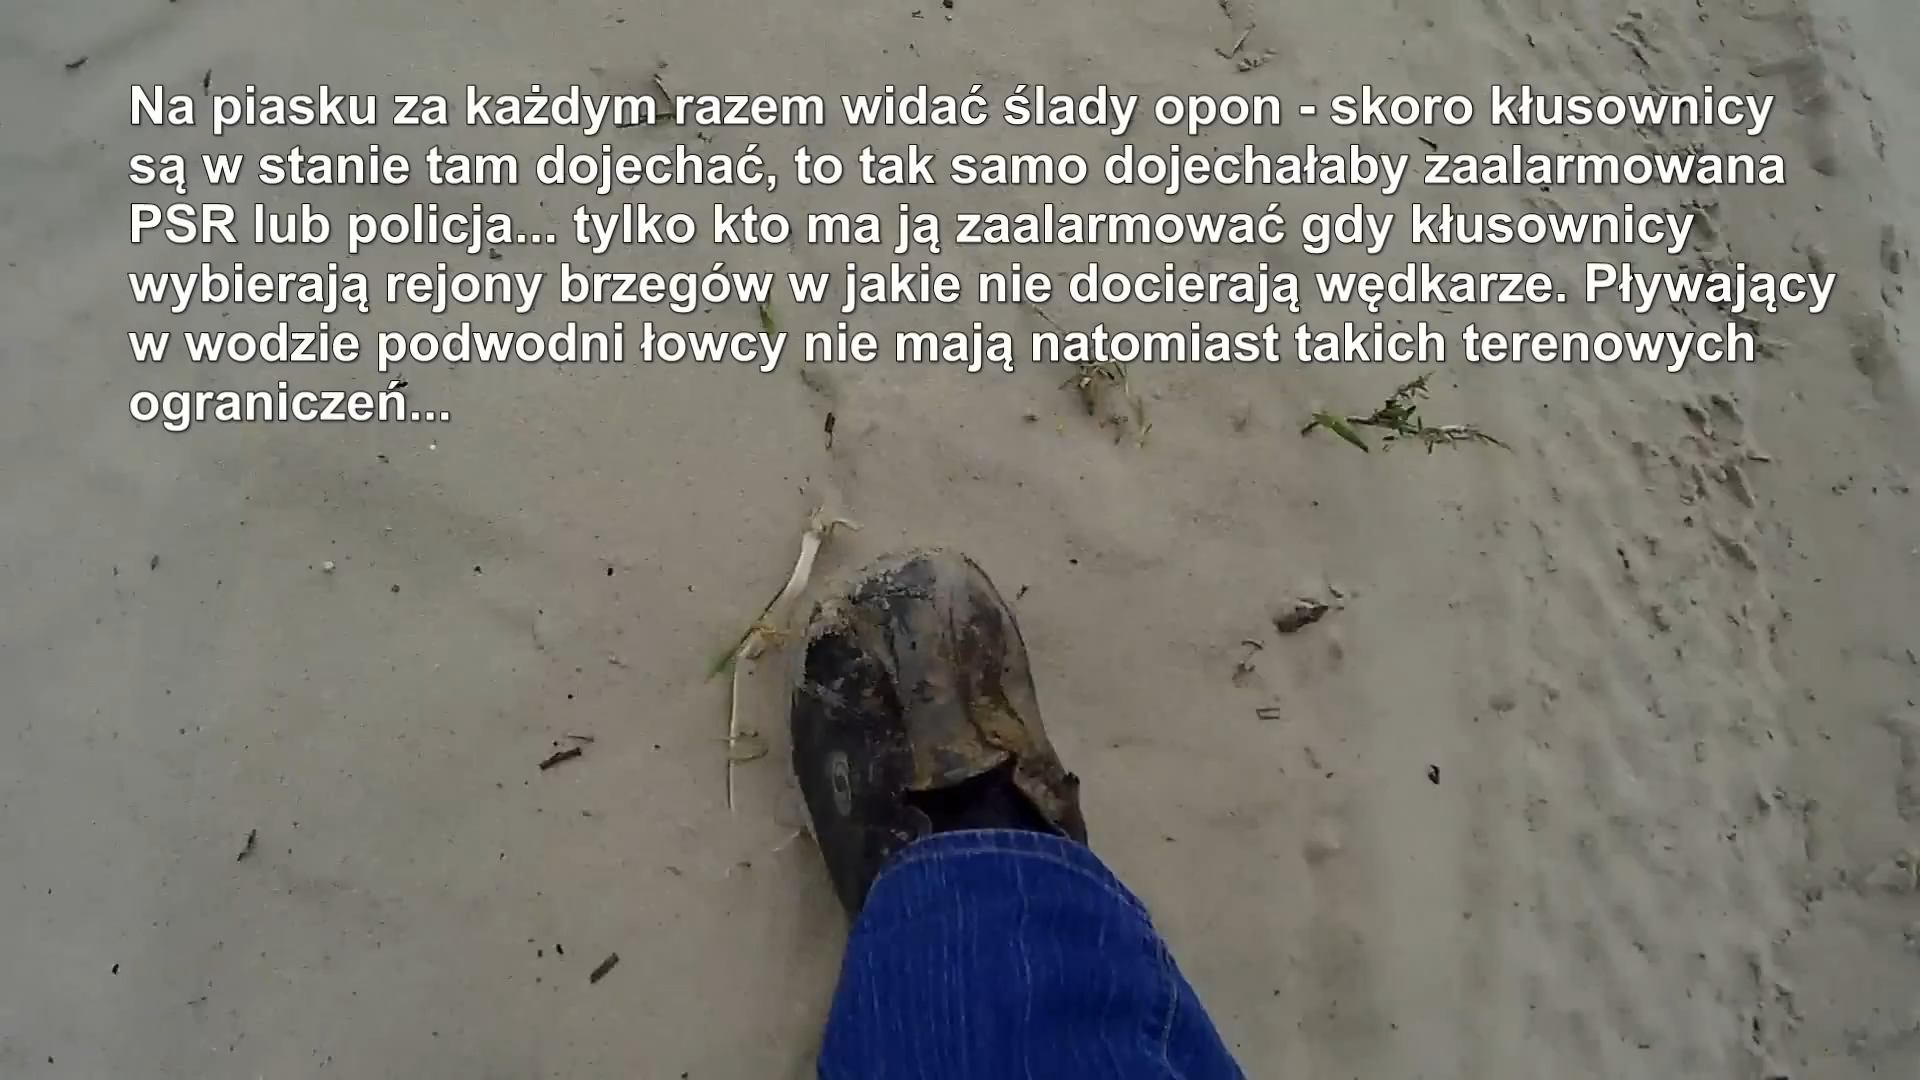 Na piasku za każdym razem widać ślady opon - skoro kłusownicy
są w stanie tam dojechać, to tak samo dojechałaby zaalarmowana
PSR lub policja... tylko kto ma ją zaalarmować gdy kłusownicy
wybierają rejony brzegów w jakie nie docierają wędkarze. Pływający
w wodzie podwodni łowcy nie mają natomiast takich terenowych
ograniczeń...